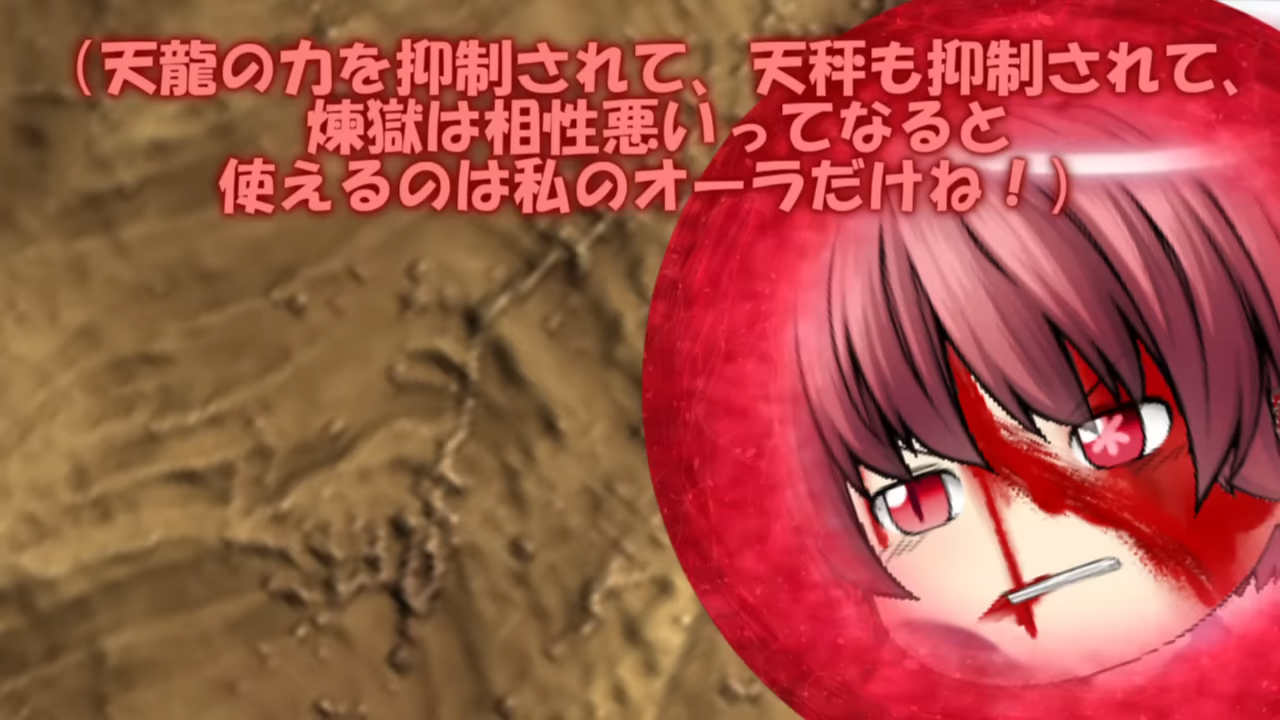 （天龍の力を抑制されて、天秤も抑制されて、
煉獄は相性悪いってなると
使えるのは私のオーラだけね！）